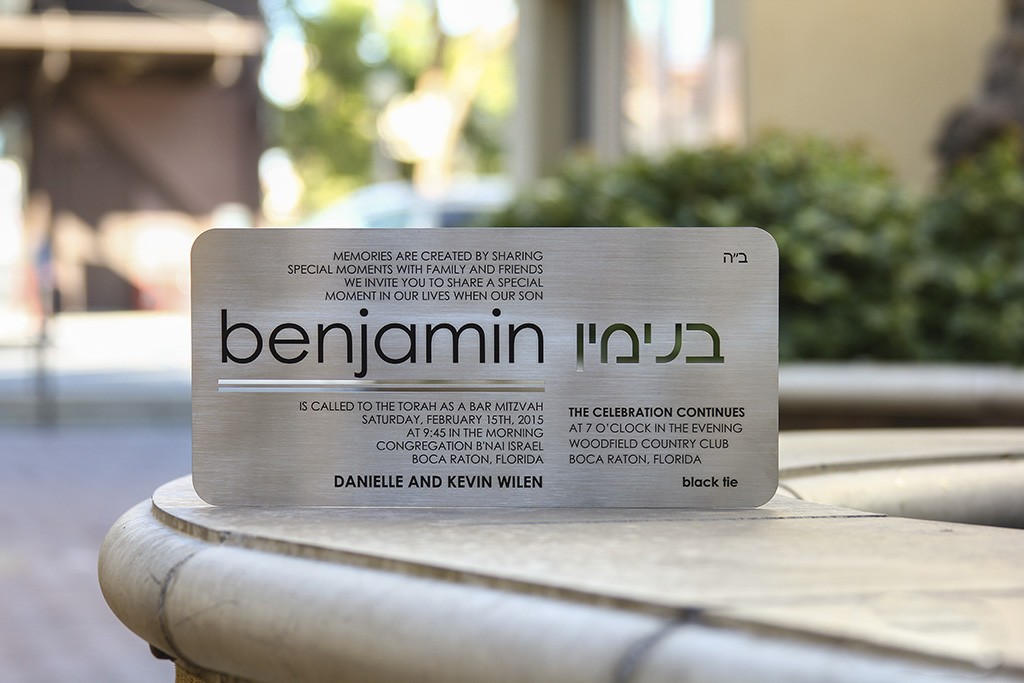 ב״ה
MEMORIES ARE CREATED BY SHARING
SPECIAL MOMENTS WITH FAMILY AND FRIENDS
WE INVITE YOU TO SHARE A SPECIAL
MOMENT IN OUR LIVES WHEN OUR SON
benjamin בנימין
IS CALLED TO THE TORAH AS A BAR MITZVAH
SATURDAY, FEBRUARY 15TH, 2015
AT 9:45 IN THE MORNING
CONGREGATION B'NAI ISRAEL
BOCA RATON, FLORIDA
DANIELLE AND KEVIN WILEN
THE CELEBRATION CONTINUES
AT 7 O'CLOCK IN THE EVENING
WOODFIELD COUNTRY CLUB
BOCA RATON, FLORIDA
black tie